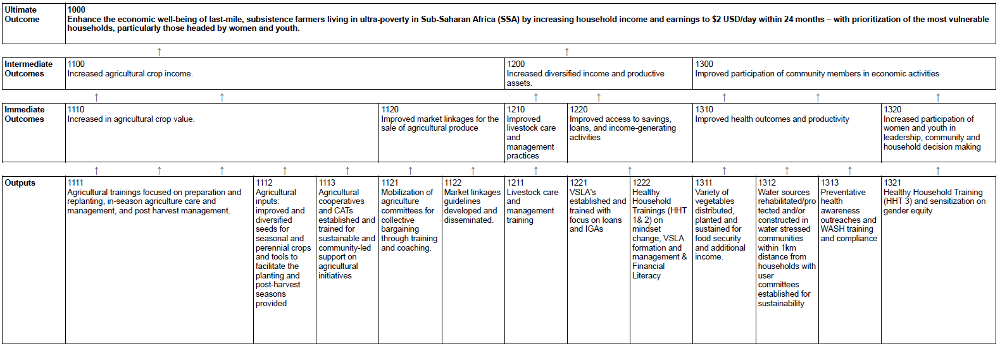 Ultimate
Outcome
1000
Enhance the economic well-being of last-mile, subsistence farmers living in ultra-poverty in Sub-Saharan Africa (SSA) by increasing household income and earnings to $2 USD/day within 24 months – with prioritization of the most vulnerable
households, particularly those headed by women and youth.
↑ ↑
Intermediate
Outcomes
1100
Increased agricultural crop income.
1200
Increased diversified income and productive
assets.
1300
Improved participation of community members in economic activities
↑ ↑ ↑ ↑ ↑ ↑ ↑
Immediate
Outcomes
1110
Increased in agricultural crop value.
1120
Improved market linkages for the
sale of agricultural produce
1210
Improved
livestock care
and
management
practices
1220
Improved access to savings,
loans, and income-generating
activities
1310
Improved health outcomes and productivity
1320
Increased participation of
women and youth in
leadership, community and
household decision making
↑ ↑ ↑ ↑ ↑ ↑ ↑ ↑ ↑ ↑ ↑ ↑ ↑
Outputs
1111
Agricultural trainings focused on preparation and
replanting, in-season agriculture care and
management, and post harvest management.
1112
Agricultural
inputs:
improved and
diversified
seeds for
seasonal and
perennial crops
and tools to
facilitate the
planting and
post-harvest
seasons
provided
1113
Agricultural
cooperatives
and CATs
established and
trained for
sustainable and
community-led
support on
agricultural
initiatives
1121
Mobilization of
agriculture
committees for
collective
bargaining
through training
and coaching.
1122
Market linkages
guidelines
developed and
disseminated.
1211
Livestock care
and
management
training
1221
VSLA's
established and
trained with
focus on loans
and IGAs
1222
Healthy
Household
Trainings (HHT
1& 2) on
mindset
change, VSLA
formation and
management &
Financial
Literacy
1311
Variety of
vegetables
distributed,
planted and
sustained for
food security
and additional
income.
1312
Water sources
rehabilitated/pro
tected and/or
constructed in
water stressed
communities
within 1km
distance from
households with
user
committees
established for
sustainability
1313
Preventative
health
awareness
outreaches and
WASH training
and compliance
1321
Healthy Household Training
(HHT 3) and sensitization on
gender equity